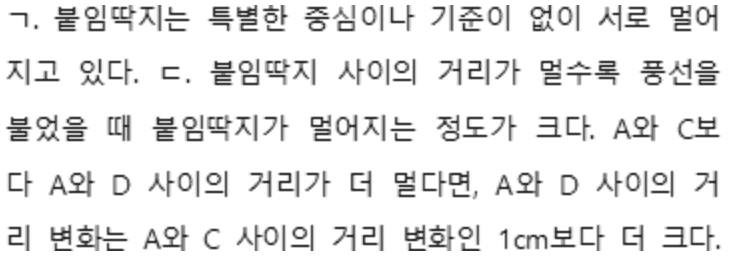 ㄱ. 붙임딱지는 특별한 중심이나 기준이 없이 서로 멀어
지고 있다. ㄷ. 붙임딱지 사이의 거리가 멀수록 풍선을
불었을 때 붙임딱지가 멀어지는 정도가 크다. A와 C보
다 A와 D 사이의 거리가 더 멀다면, A와 D 사이의 거
리 변화는 A와 C 사이의 거리 변화인 1cm보다 더 크다.